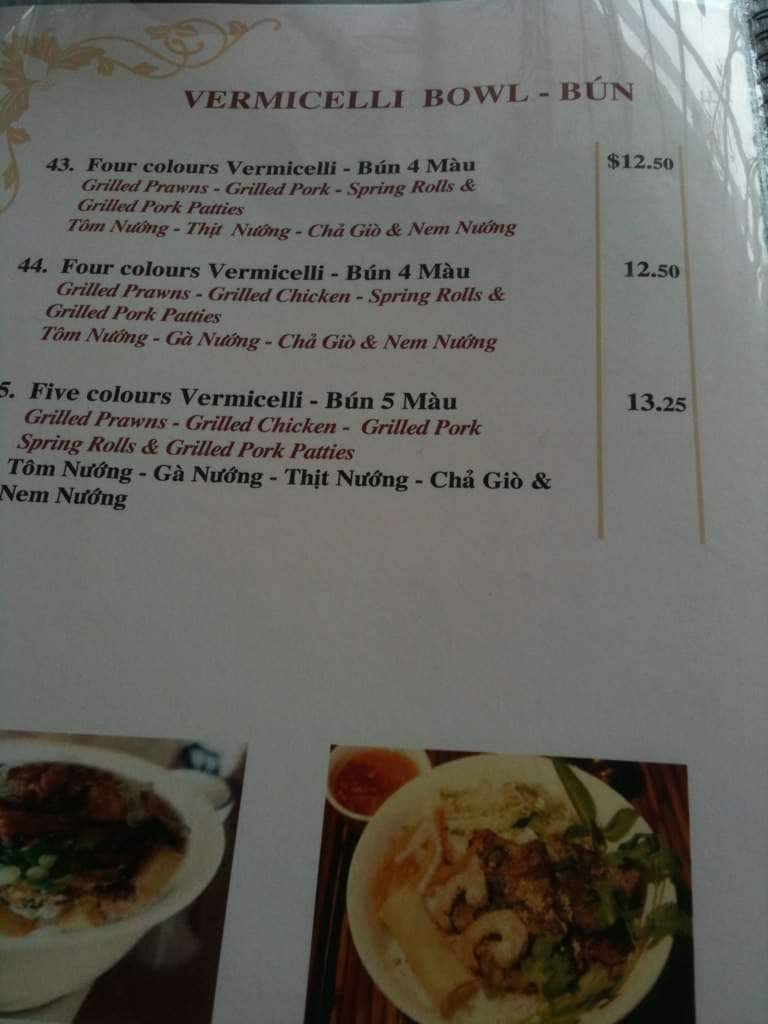 VERMICELLI BOWL - BÚN
43. Four colours Vermicelli - Bún 4 Màu $12.50
Grilled Prawns - Grilled Pork - Spring Rolls &
Grilled Pork Patties
Tôm Nướng - Thịt Nướng - Chả Giò & Nem Nướng
44. Four colours Vermicelli - Bún 4 Màu 12.50
Grilled Prawns - Grilled Chicken - Spring Rolls &
Grilled Pork Patties
Tôm Nướng - Gà Nướng - Chả Giò & Nem Nướng
5. Five colours Vermicelli - Bún 5 Màu 13.25
Grilled Prawns - Grilled Chicken - Grilled Pork
Spring Rolls & Grilled Pork Patties
Tôm Nướng - Gà Nướng - Thịt Nướng - Chả Giò &
Nem Nướng